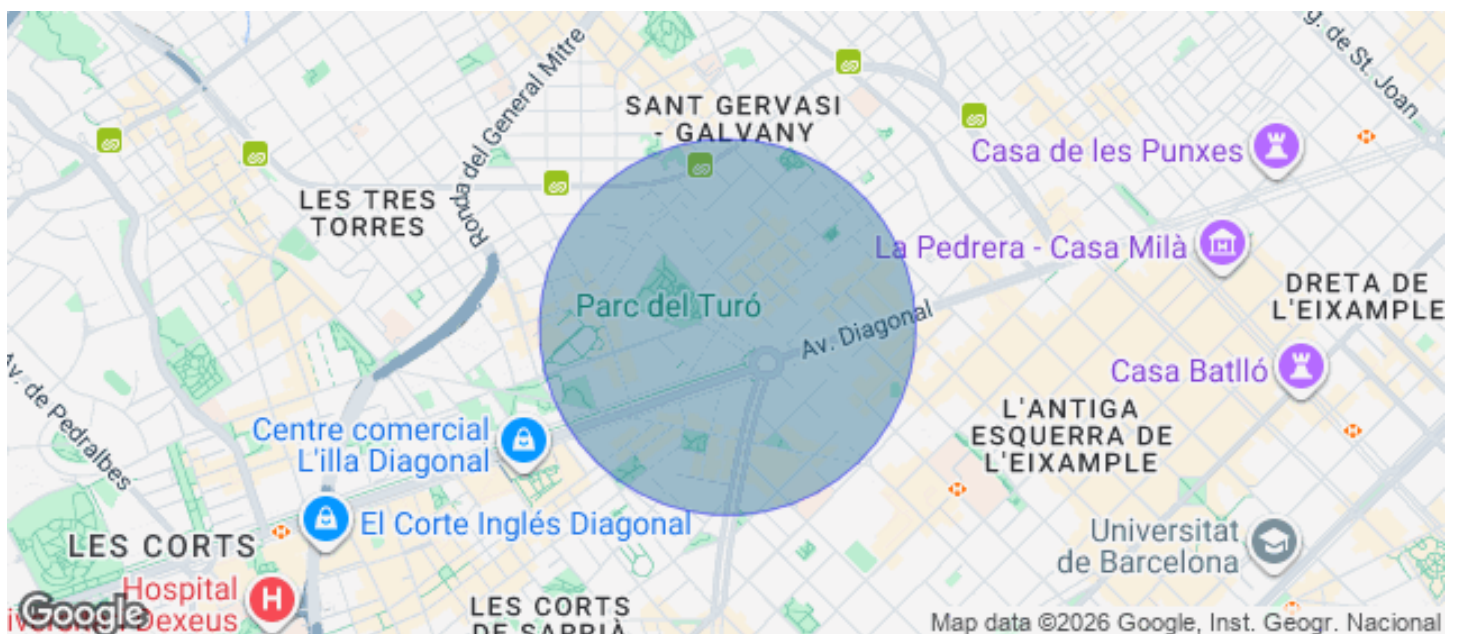 g. de St. Joan
Ronda del General Mitre
SANT GERVASI
- GALVANY
Casa de les Punxes
LES TRES
TORRES
La Pedrera - Casa Milà
DRETA DE
L'EIXAMPLE
Parc del Turó
Av. Diagonal
Casa Batlló
Av. de Pedralbes
L'ANTIGA
ESQUERRA DE
L'EIXAMPLE
Centre comercial
L'illa Diagonal
El Corte Inglés Diagonal
LES CORTS
Universitat
de Barcelona
Hospital
H
Dexeus
Google
LES CORTS
DE SARRIÀ
Map data ©2026 Google, Inst. Geogr. Nacional